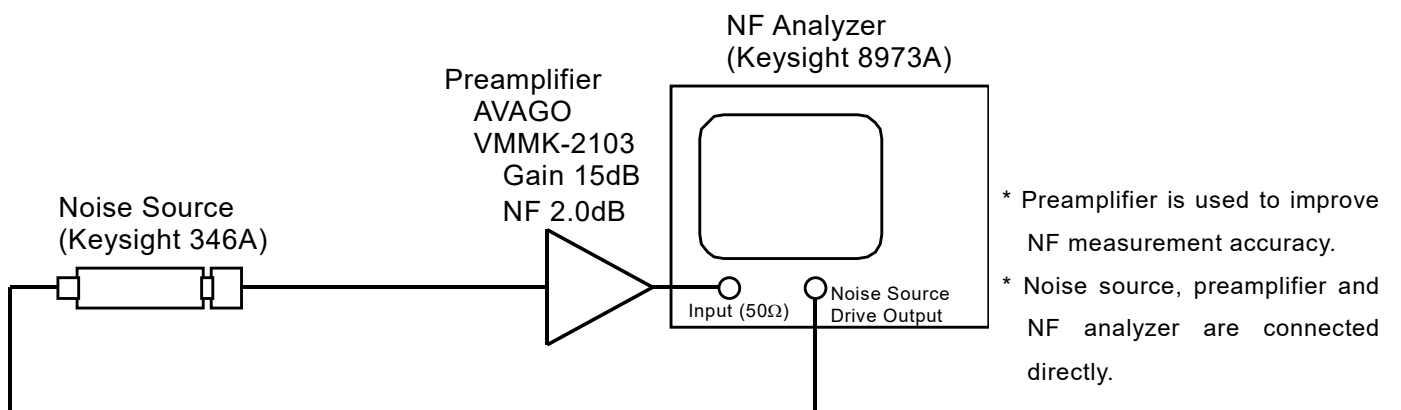 NF Analyzer
(Keysight 8973A)
Preamplifier
AVAGO
VMMK-2103
Gain 15dB
NF 2.0dB
Noise Source
(Keysight 346A)
Input (50Ω)
Noise Source
Drive Output
* Preamplifier is used to improve
NF measurement accuracy.
* Noise source, preamplifier and
NF analyzer are connected
directly.